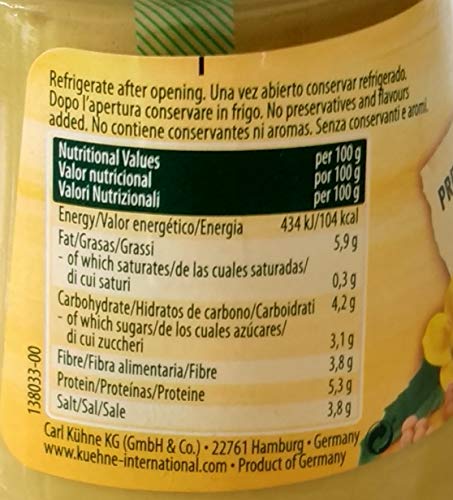 Refrigerate after opening. Una vez abierto conservar refrigerado.
Dopo l'apertura conservare in frigo. No preservatives and flavours
added. No contiene conservantes ni aromas. Senza conservanti e aromi.
Nutritional Values per 100 g
Valor nutricional por 100 g
Valori Nutrizionali per 100 g
Energy/Valor energético/Energia 434 kJ/104 kcal
Fat/Grasas/Grassi 5,9 g
- of which saturates/de las cuales saturadas/
di cui saturi 0,3 g
Carbohydrate/Hidratos de carbono/Carboidrati 4,2 g
- of which sugars/de los cuales azúcares/
di cui zuccheri 3,1 g
Fibre/Fibra alimentaria/Fibre 3,8 g
Protein/Proteínas/Proteine 5,3 g
Salt/Sal/Sale 3,8 g
Carl Kühne KG (GmbH & Co.) • 22761 Hamburg • Germany
www.kuehne-international.com • Product of Germany
138033-00